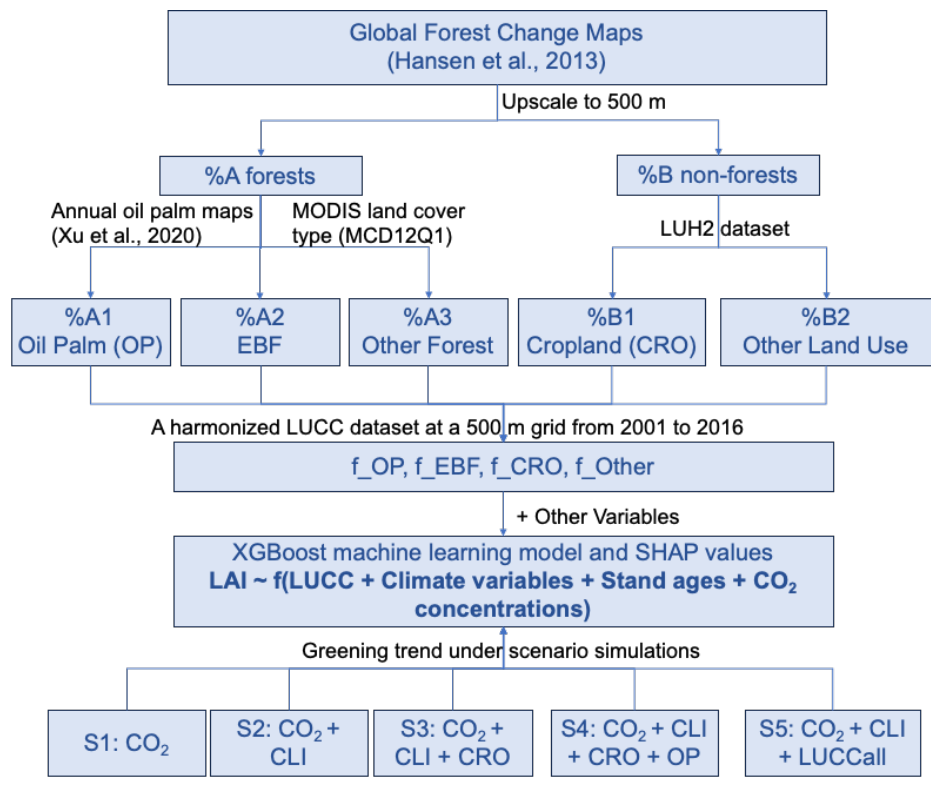 Global Forest Change Maps
(Hansen et al., 2013)
Upscale to 500 m
%A forests
%B non-forests
Annual oil palm maps
(Xu et al., 2020)
MODIS land cover
type (MCD12Q1)
LUH2 dataset
%A1
Oil Palm (OP)
%A2
EBF
%A3
Other Forest
%B1
Cropland (CRO)
%B2
Other Land Use
A harmonized LUCC dataset at a 500 m grid from 2001 to 2016
f_OP, f_EBF, f_CRO, f_Other
+ Other Variables
XGBoost machine learning model and SHAP values
LAI ~ f(LUCC + Climate variables + Stand ages + CO₂
concentrations)
Greening trend under scenario simulations
S1: CO₂
S2: CO₂ +
CLI
S3: CO₂ +
CLI + CRO
S4: CO₂ + CLI
+ CRO + OP
S5: CO₂ + CLI
+ LUCCall